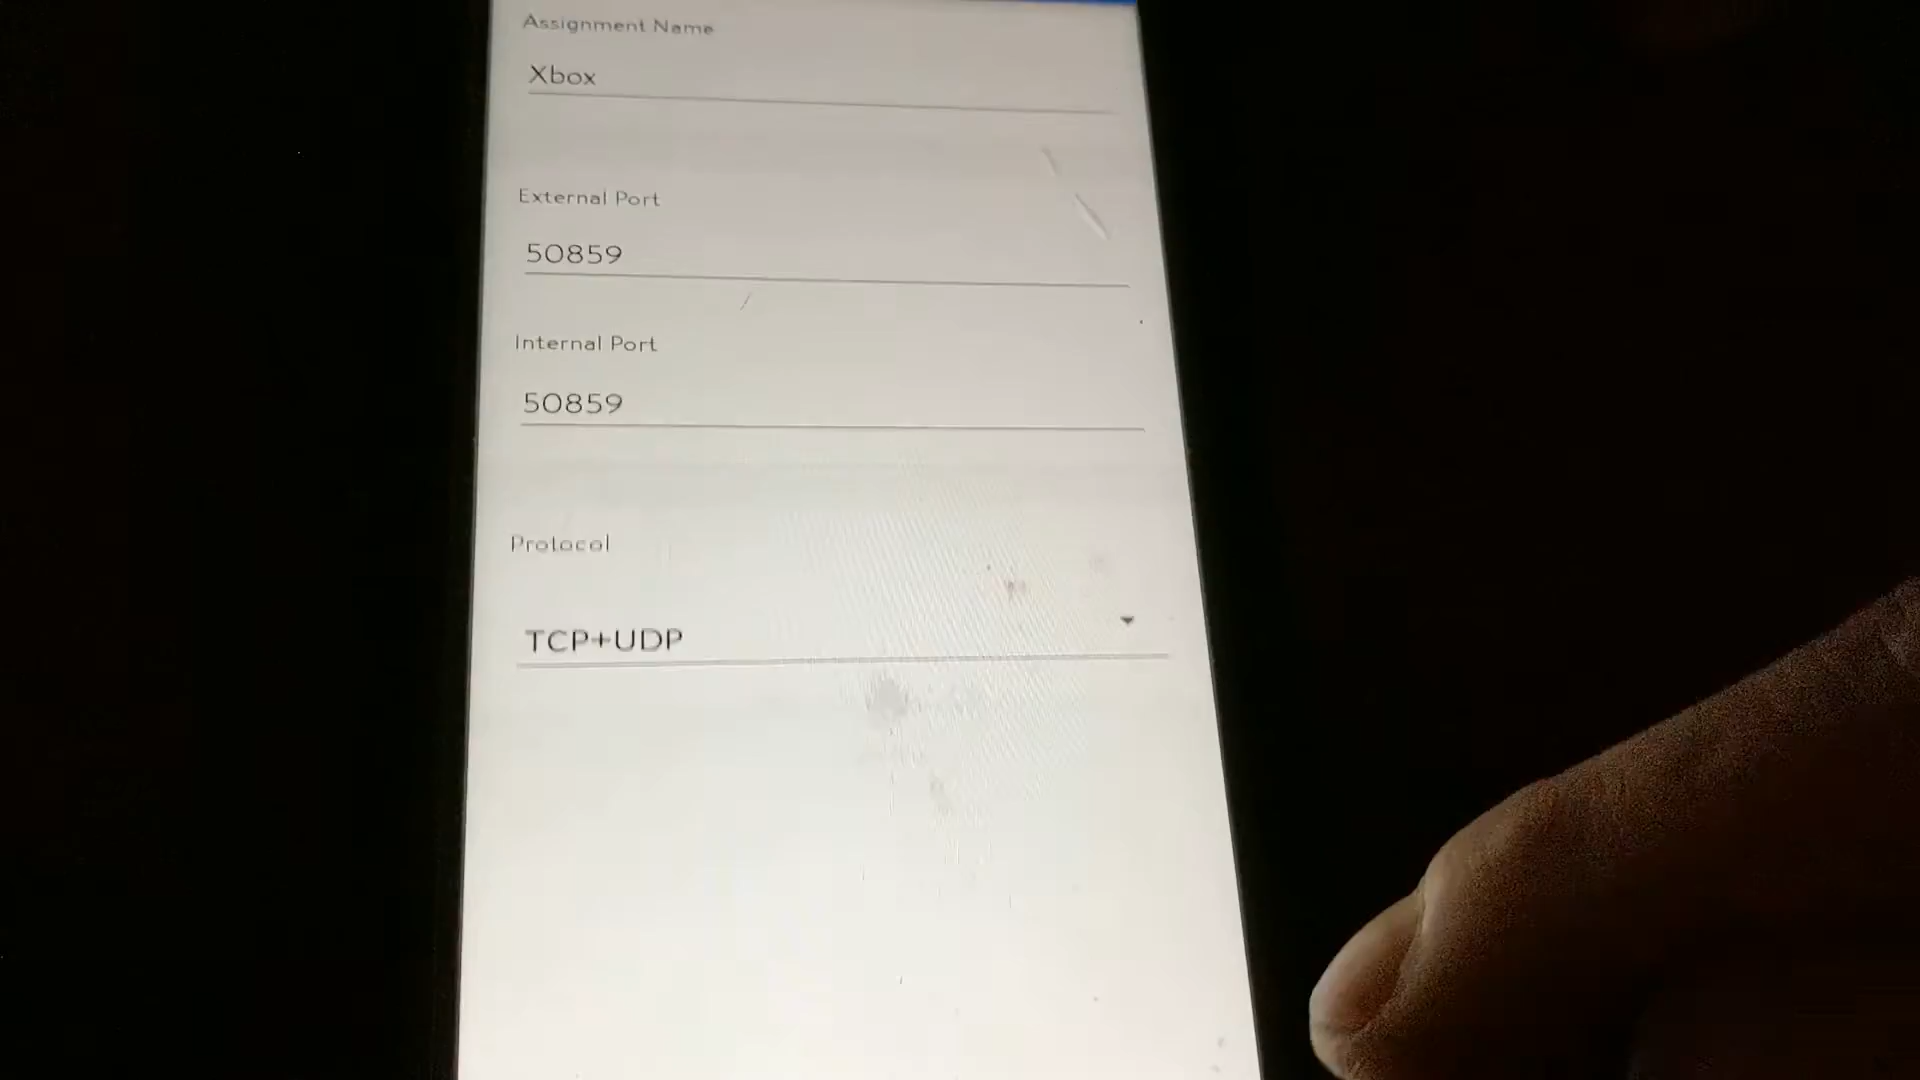 Assignment Name
Xbox
External Port
50859
Internal Port
50859
Protocol
TCP+UDP